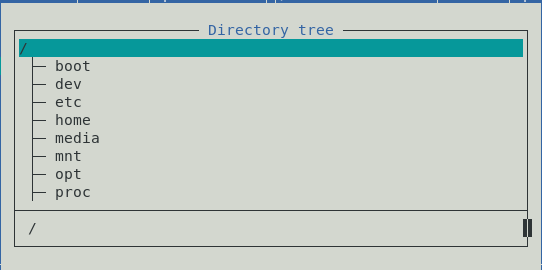 Directory tree
/
boot
dev
etc
home
media
mnt
opt
proc
/